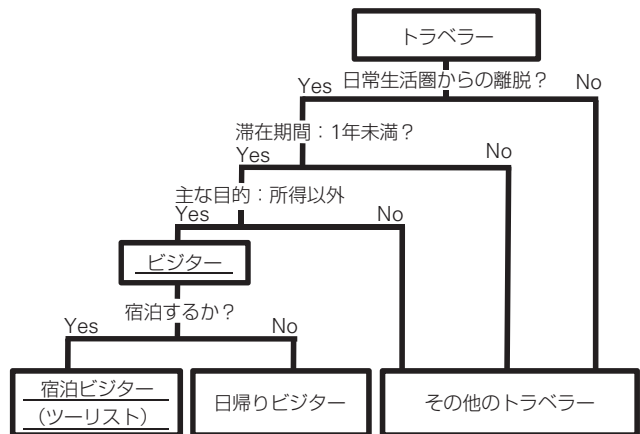 トラベラー
日常生活圏からの離脱？
Yes
No
滞在期間：1年未満？
Yes
No
主な目的：所得以外
Yes
No
ビジター
宿泊するか？
Yes
No
宿泊ビジター
（ツーリスト）
日帰りビジター
その他のトラベラー